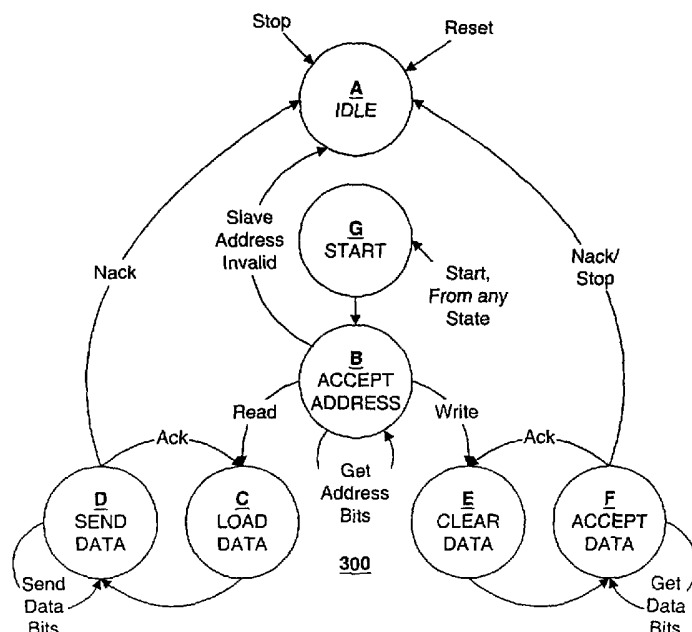 Stop
Reset
A
IDLE
Slave
Address
Invalid
G
START
Nack
Start,
From any
State
Nack/
Stop
B
ACCEPT
ADDRESS
Read
Write
Ack
Get
Address
Bits
Ack
D
SEND
DATA
C
LOAD
DATA
E
CLEAR
DATA
F
ACCEPT
DATA
300
Send
Data
Bits
Get
Data
Bits